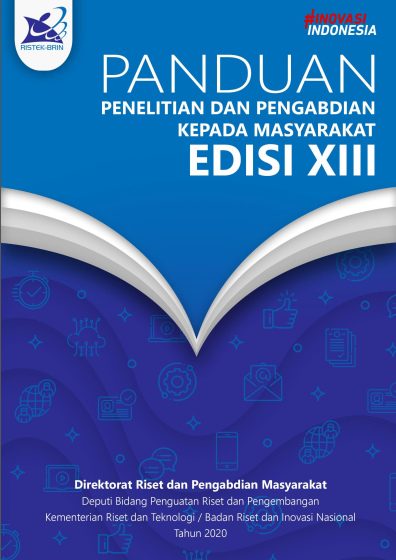 RISTEK-BRIN
#INOVASI
INDONESIA
PANDUAN
PENELITIAN DAN PENGABDIAN
KEPADA MASYARAKAT
EDISI XIII
Direktorat Riset dan Pengabdian Masyarakat
Deputi Bidang Penguatan Riset dan Pengembangan
Kementerian Riset dan Teknologi / Badan Riset dan Inovasi Nasional
Tahun 2020